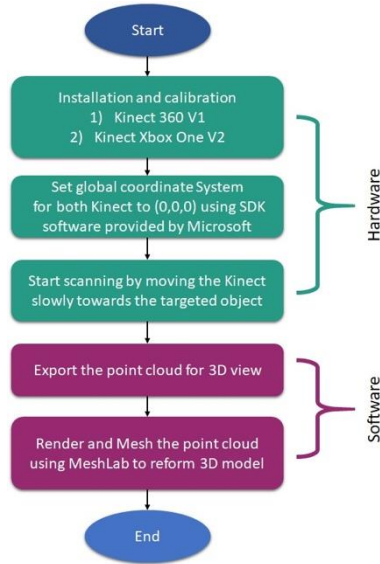 Start
Installation and calibration
1) Kinect 360 V1
2) Kinect Xbox One V2
Set global coordinate System
for both Kinect to (0,0,0) using SDK
software provided by Microsoft
Start scanning by moving the Kinect
slowly towards the targeted object
Hardware
Export the point cloud for 3D view
Render and Mesh the point cloud
using MeshLab to reform 3D model
Software
End